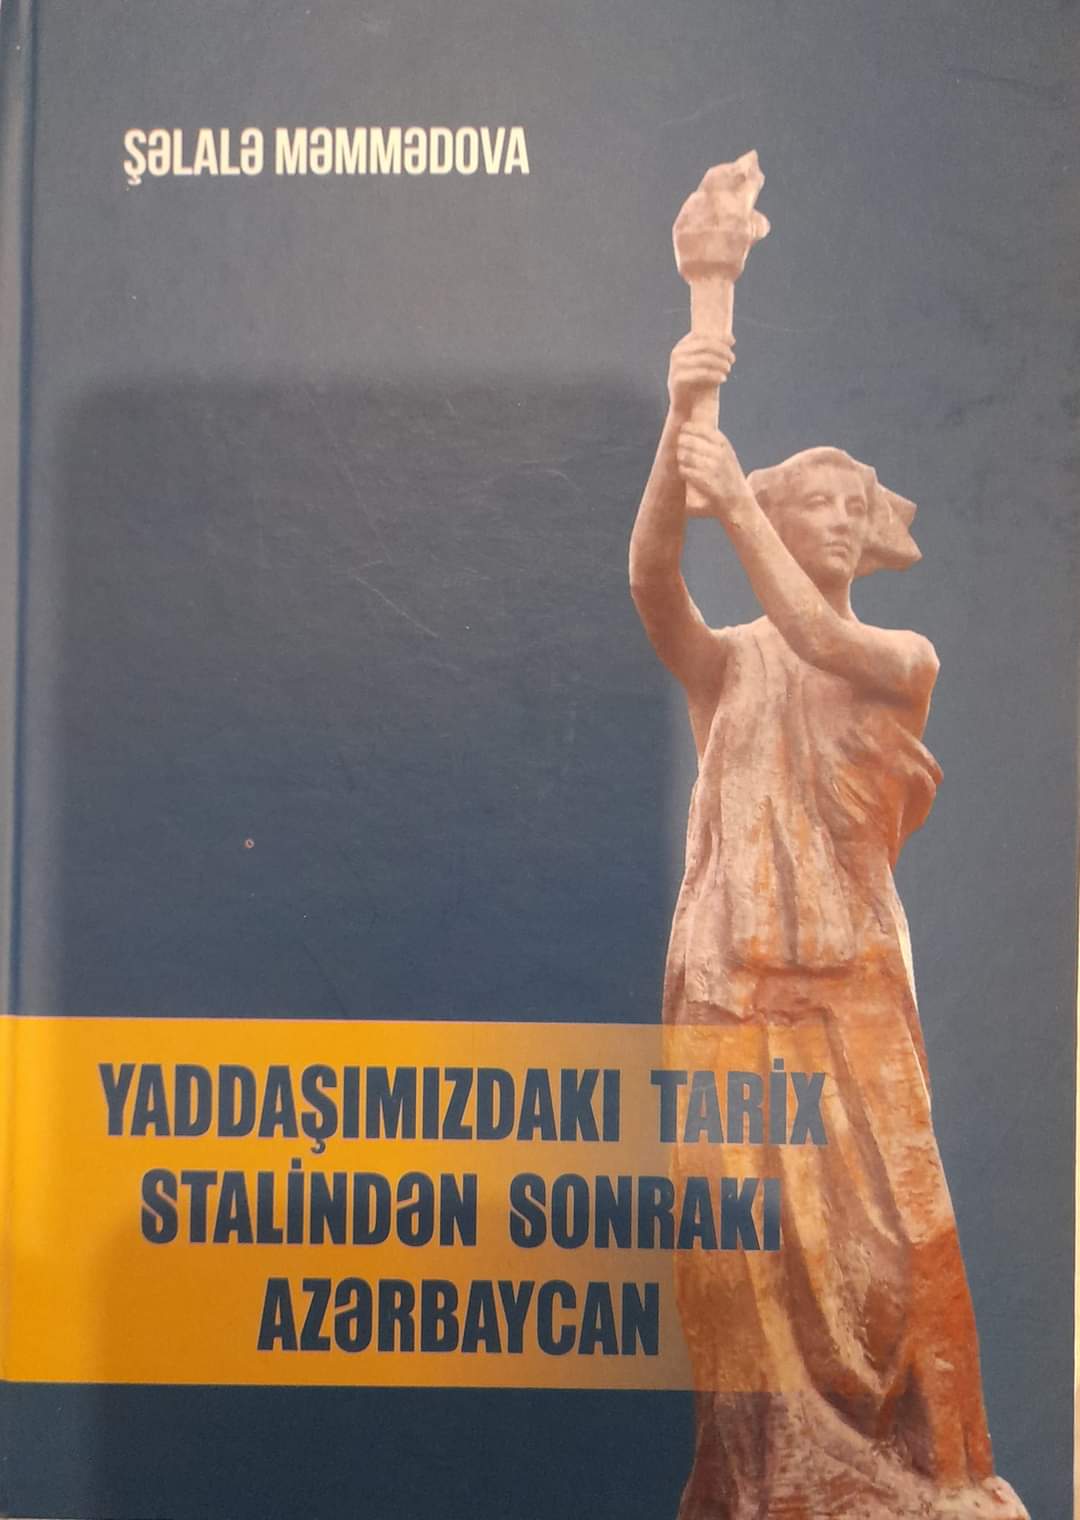 ŞƏLALƏ MƏMMƏDOVA
YADDAŞIMIZDAKI TARİX
STALİNDƏN SONRAKI
AZƏRBAYCAN